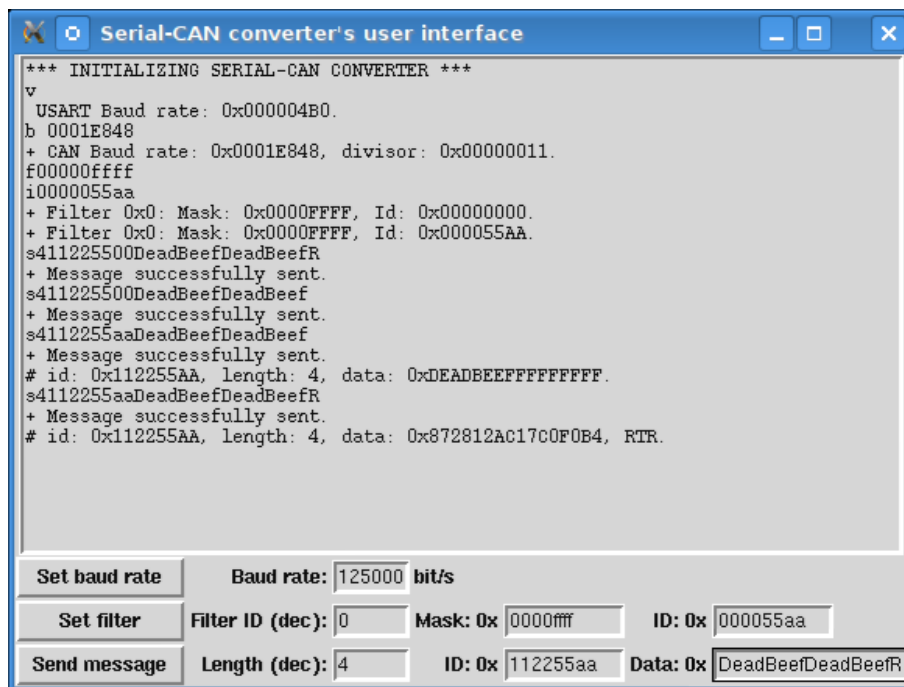 Serial-CAN converter's user interface
*** INITIALIZING SERIAL-CAN CONVERTER ***
v
USART Baud rate: 0x000004B0.
b 0001E848
+ CAN Baud rate: 0x0001E848, divisor: 0x00000011.
f00000ffff
i0000055aa
+ Filter 0x0: Mask: 0x0000FFFF, Id: 0x00000000.
+ Filter 0x0: Mask: 0x0000FFFF, Id: 0x000055AA.
s411225500DeadBeefDeadBeefR
+ Message successfully sent.
s411225500DeadBeefDeadBeef
+ Message successfully sent.
s4112255aaDeadBeefDeadBeef
+ Message successfully sent.
# id: 0x112255AA, length: 4, data: 0xDEADBEEFFFFFFFFF.
s4112255aaDeadBeefDeadBeefR
+ Message successfully sent.
# id: 0x112255AA, length: 4, data: 0x872812AC17C0F0B4, RTR.
Set baud rate Baud rate: 125000 bit/s
Set filter Filter ID (dec): 0 Mask: 0x 0000ffff ID: 0x 000055aa
Send message Length (dec): 4 ID: 0x 112255aa Data: 0x DeadBeefDeadBeefR